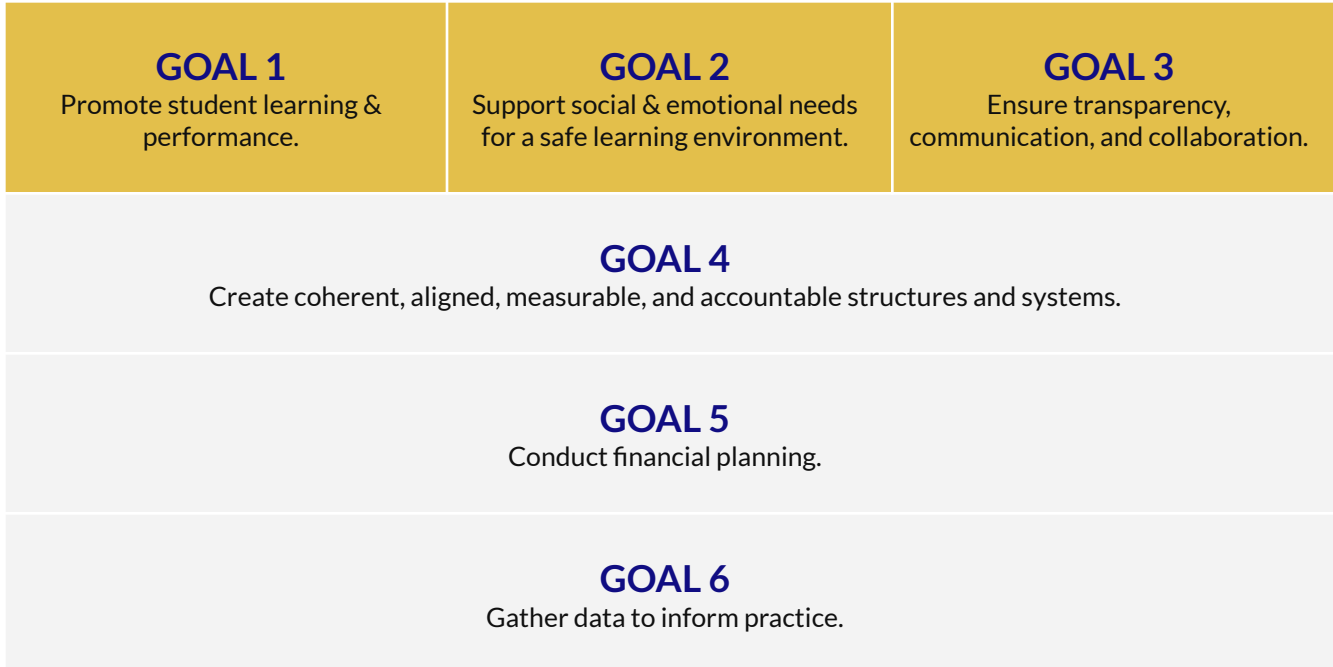 GOAL 1
Promote student learning &
performance.
GOAL 2
Support social & emotional needs
for a safe learning environment.
GOAL 3
Ensure transparency,
communication, and collaboration.
GOAL 4
Create coherent, aligned, measurable, and accountable structures and systems.
GOAL 5
Conduct financial planning.
GOAL 6
Gather data to inform practice.